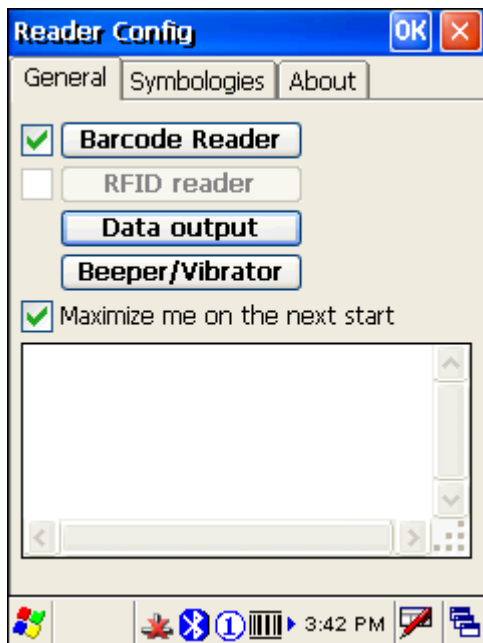 Reader Config OK
General Symbologies About
Barcode Reader
RFID reader
Data output
Beeper/Vibrator
Maximize me on the next start
1 3:42 PM